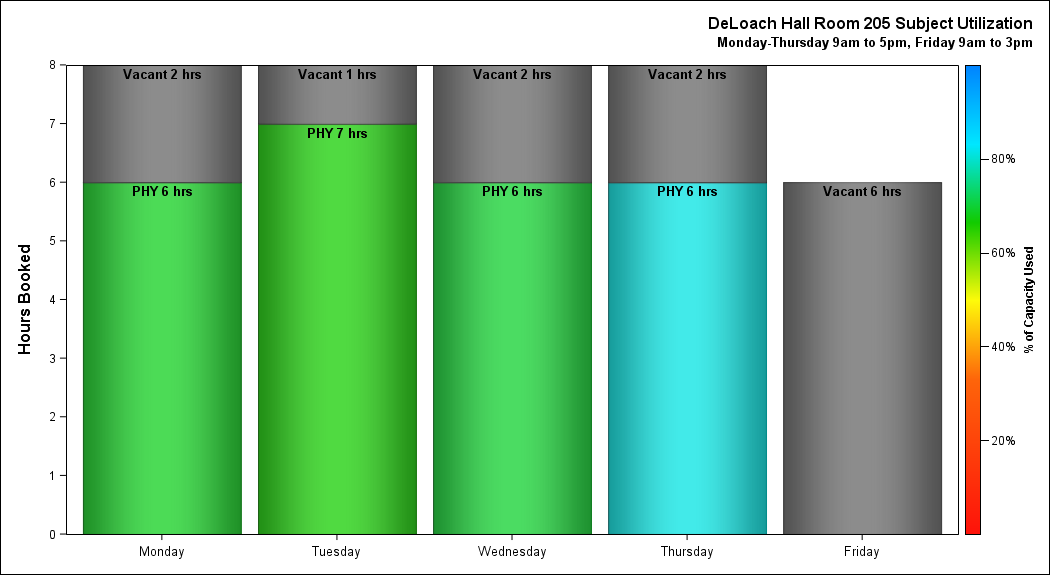 DeLoach Hall Room 205 Subject Utilization
Monday-Thursday 9am to 5pm, Friday 9am to 3pm
Hours Booked
8
7
6
5
4
3
2
1
0
Vacant 2 hrs
PHY 6 hrs
Vacant 1 hrs
PHY 7 hrs
Vacant 2 hrs
PHY 6 hrs
Vacant 2 hrs
PHY 6 hrs
Vacant 6 hrs
Monday
Tuesday
Wednesday
Thursday
Friday
80%
60%
40%
20%
% of Capacity Used